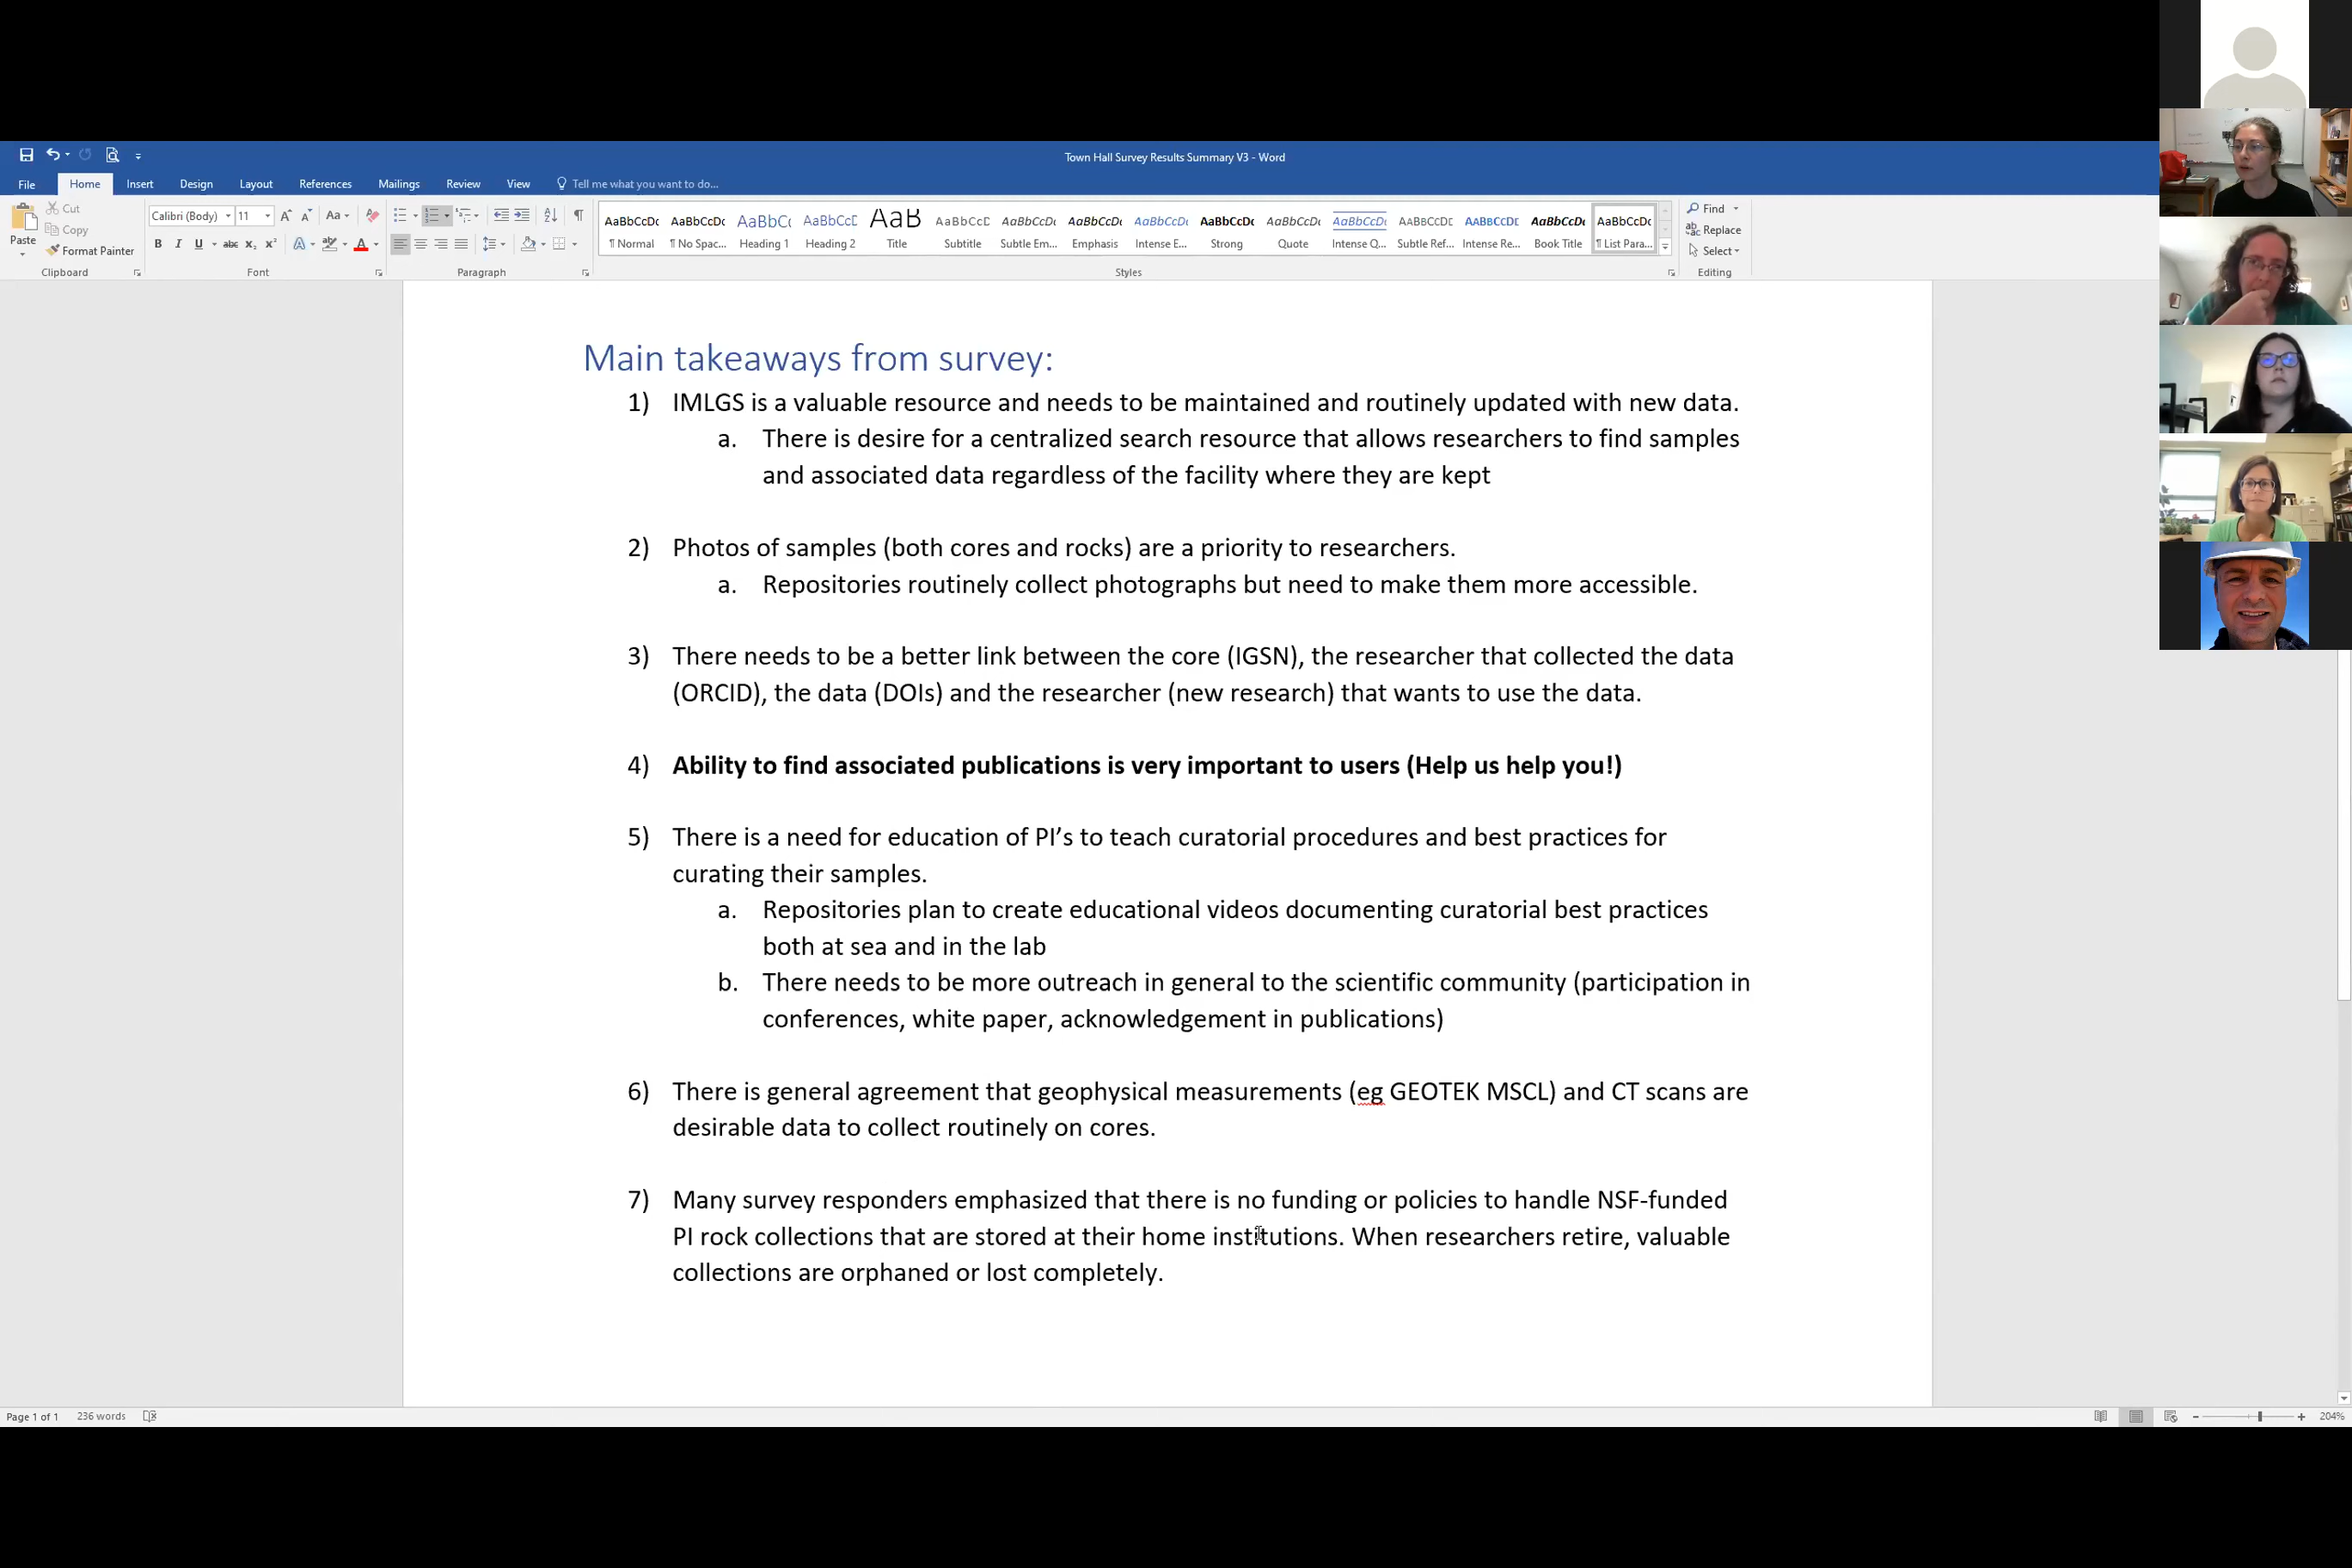 Town Hall Survey Results Summary V3 - Word
File Home Insert Design Layout References Mailings Review View Tell me what you want to do...
Cut
Copy
Paste Format Painter
Clipboard
Calibri (Body) 11 Aa
B I U abc x₂ x² A
Font
Paragraph
AaBbCcDc AaBbCcDc AaBbC( AaBbCcD AaB AaBbCcD AaBbCcDc AaBbCcDc AaBbCcDc AaBbCcDc AaBbCcDc AaBbCcDc AABBCCDE AABBCCDE AaBbCcDc AaBbCcDc
¶ Normal ¶ No Spac... Heading 1 Heading 2 Title Subtitle Subtle Em... Emphasis Intense E... Strong Quote Intense Q... Subtle Ref... Intense Re... Book Title ¶ List Para...
Styles
Find
Replace
Select
Editing
Main takeaways from survey:
1) IMLGS is a valuable resource and needs to be maintained and routinely updated with new data.
a. There is desire for a centralized search resource that allows researchers to find samples
and associated data regardless of the facility where they are kept
2) Photos of samples (both cores and rocks) are a priority to researchers.
a. Repositories routinely collect photographs but need to make them more accessible.
3) There needs to be a better link between the core (IGSN), the researcher that collected the data
(ORCID), the data (DOIs) and the researcher (new research) that wants to use the data.
4) Ability to find associated publications is very important to users (Help us help you!)
5) There is a need for education of PI’s to teach curatorial procedures and best practices for
curating their samples.
a. Repositories plan to create educational videos documenting curatorial best practices
both at sea and in the lab
b. There needs to be more outreach in general to the scientific community (participation in
conferences, white paper, acknowledgement in publications)
6) There is general agreement that geophysical measurements (eg GEOTEK MSCL) and CT scans are
desirable data to collect routinely on cores.
7) Many survey responders emphasized that there is no funding or policies to handle NSF-funded
PI rock collections that are stored at their home institutions. When researchers retire, valuable
collections are orphaned or lost completely.
Page 1 of 1 236 words
204%